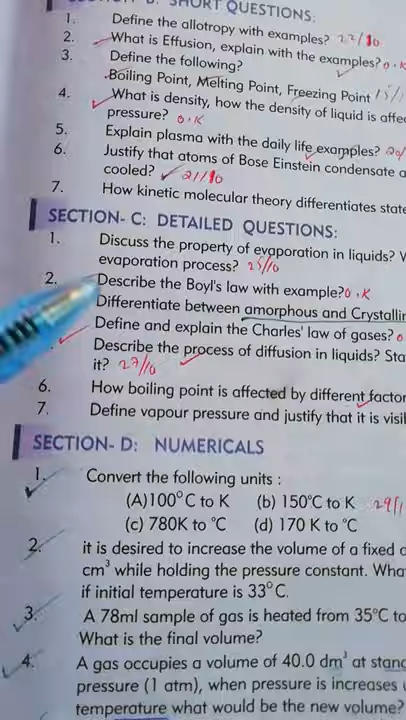 SHORT QUESTIONS:
1. Define the allotropy with examples? 22/10
2. What is Effusion, explain with the examples? o.K
3. Define the following?
Boiling Point, Melting Point, Freezing Point
4. What is density, how the density of liquid is
pressure? o.K
5. Explain plasma with the daily life examples?
6. Justify that atoms of Bose Einstein condensate
cooled? 21/10
7. How kinetic molecular theory differentiates
SECTION- C: DETAILED QUESTIONS:
1. Discuss the property of evaporation in liquids?
evaporation process? 25/10
2. Describe the Boyl's law with example? o.K
Differentiate between amorphous and
Define and explain the Charles' law of gases?
Describe the process of diffusion in liquids?
it? 27/10
6. How boiling point is affected by different
7. Define vapour pressure and justify that it is
SECTION- D: NUMERICALS
1. Convert the following units :
(A)100°C to K (b) 150°C to K
(c) 780K to °C (d) 170 K to °C
2. it is desired to increase the volume of a fixed
cm³ while holding the pressure constant.
if initial temperature is 33°C.
3. A 78ml sample of gas is heated from 35°C to
What is the final volume?
4. A gas occupies a volume of 40.0 dm³ at
pressure (1 atm), when pressure is increases
temperature what would be the new volume?